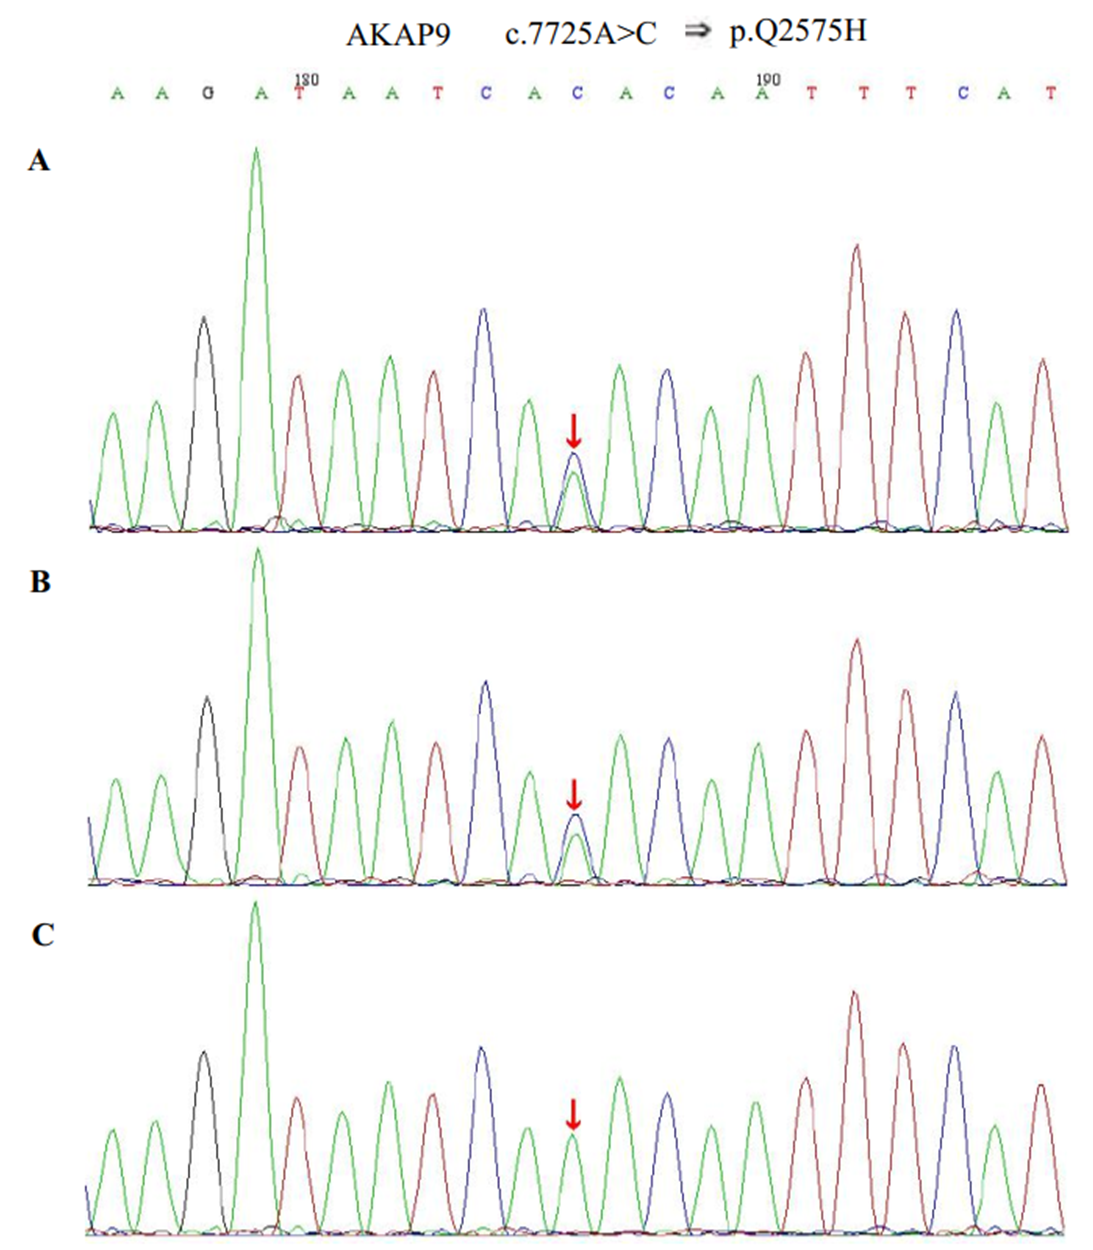 AKAP9 c.7725A>C ⇒ p.Q2575H
180 190
A A G A T A A T C A C A C A A T T T C A T
A
B
C